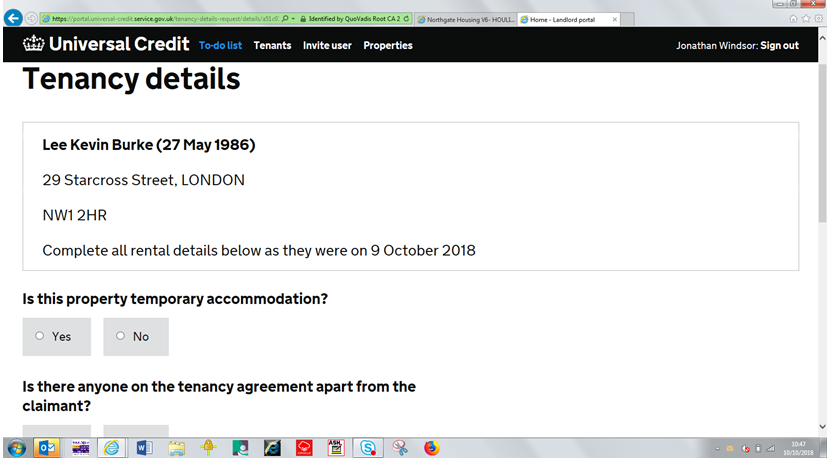 https://portal.universal-credit.service.gov.uk/tenancy-details-request/details/a51c
Identified by QuoVadis Root CA 2
Northgate Housing V6- HOULI...
Home - Landlord portal
Universal Credit To-do list Tenants Invite user Properties Jonathan Windsor: Sign out
Tenancy details
Lee Kevin Burke (27 May 1986)
29 Starcross Street, LONDON
NW1 2HR
Complete all rental details below as they were on 9 October 2018
Is this property temporary accommodation?
Yes No
Is there anyone on the tenancy agreement apart from the
claimant?
10:47
10/10/2018